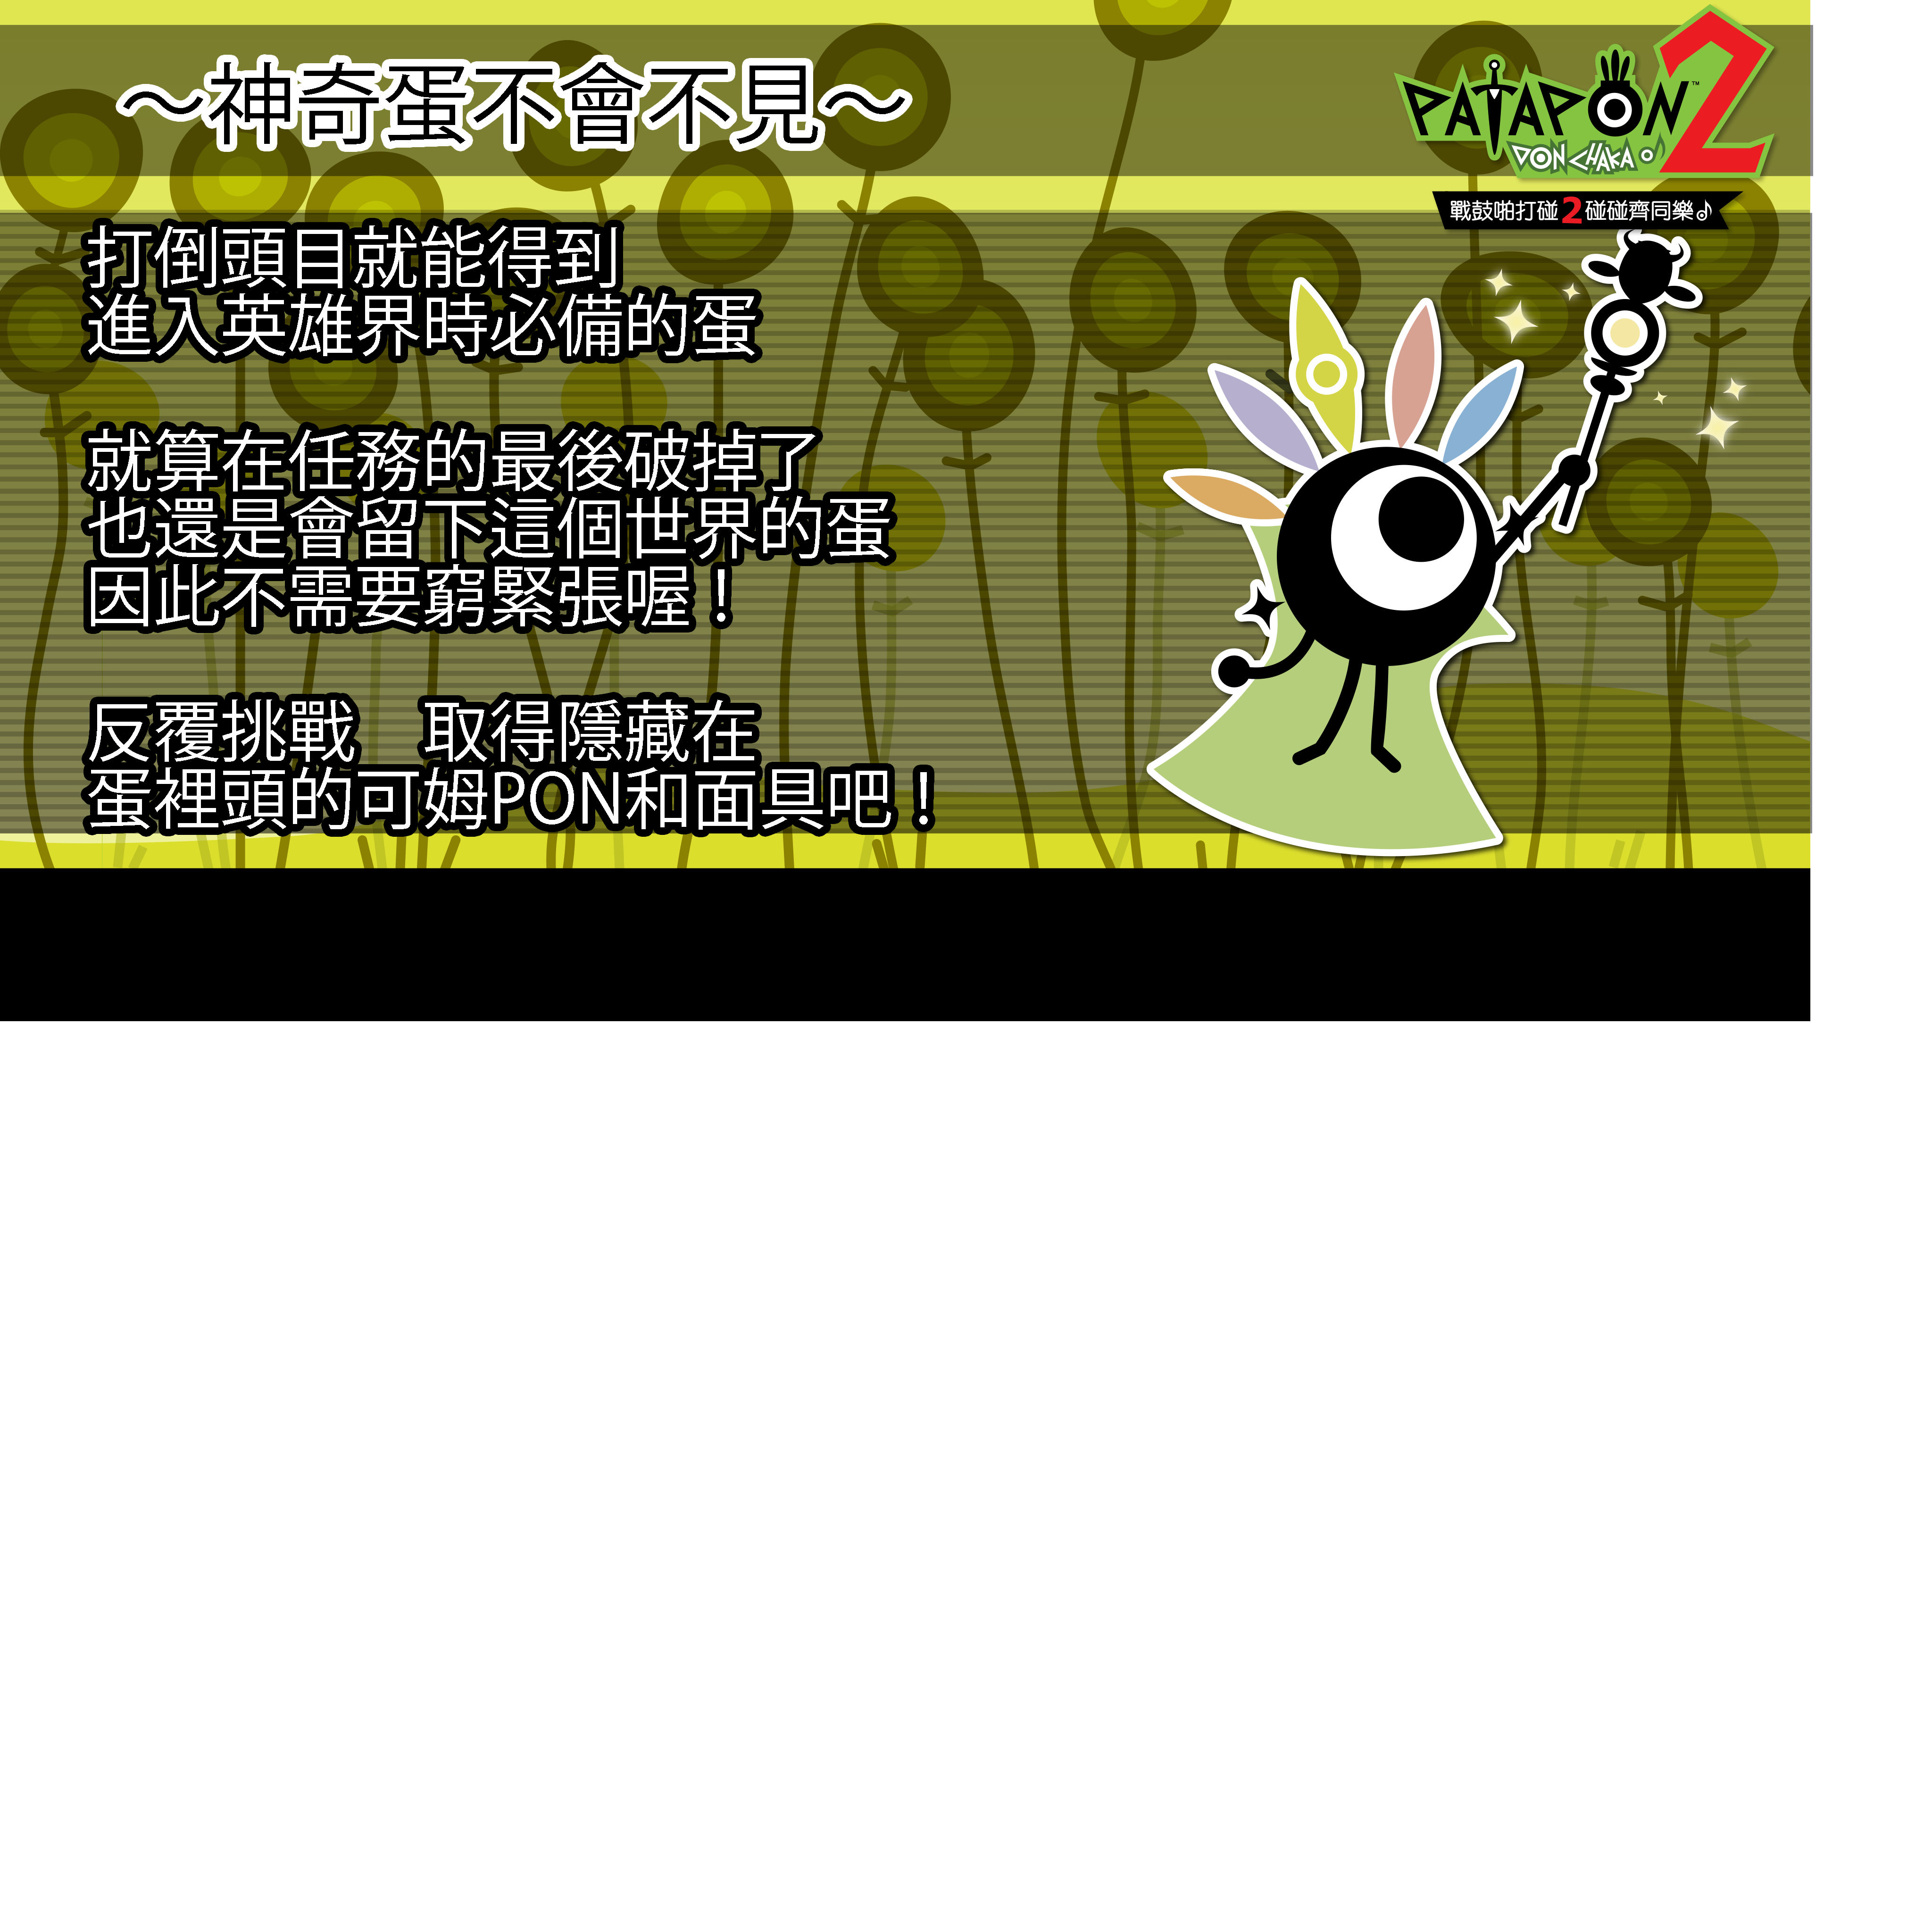 ～神奇蛋不會不見～
PATAPON2™
DON CHAKA♪
戰鼓啪打碰2碰碰齊同樂♪
打倒頭目就能得到
進入英雄界時必備的蛋
就算在任務的最後破掉了
也還是會留下這個世界的蛋
因此不需要窮緊張喔！
反覆挑戰　取得隱藏在
蛋裡頭的可姆PON和面具吧！